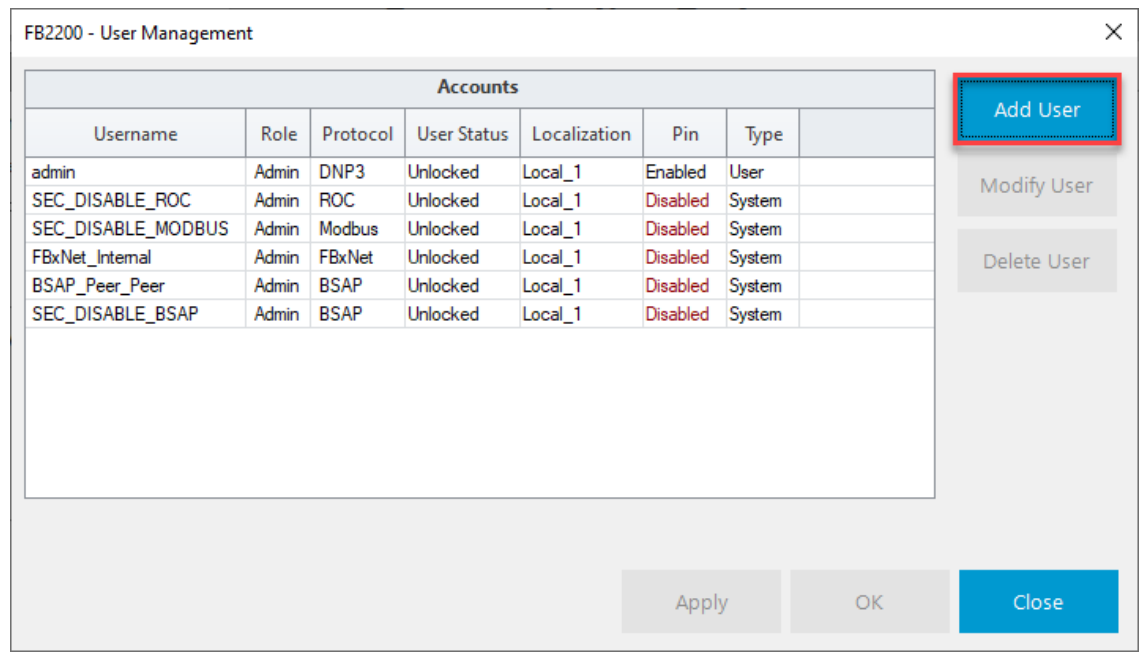 FB2200 - User Management
Accounts
Add User
Username Role Protocol User Status Localization Pin Type
admin Admin DNP3 Unlocked Local_1 Enabled User
Modify User
SEC_DISABLE_ROC Admin ROC Unlocked Local_1 Disabled System
SEC_DISABLE_MODBUS Admin Modbus Unlocked Local_1 Disabled System
FBxNet_Internal Admin FBxNet Unlocked Local_1 Disabled System
Delete User
BSAP_Peer_Peer Admin BSAP Unlocked Local_1 Disabled System
SEC_DISABLE_BSAP Admin BSAP Unlocked Local_1 Disabled System
Apply OK Close